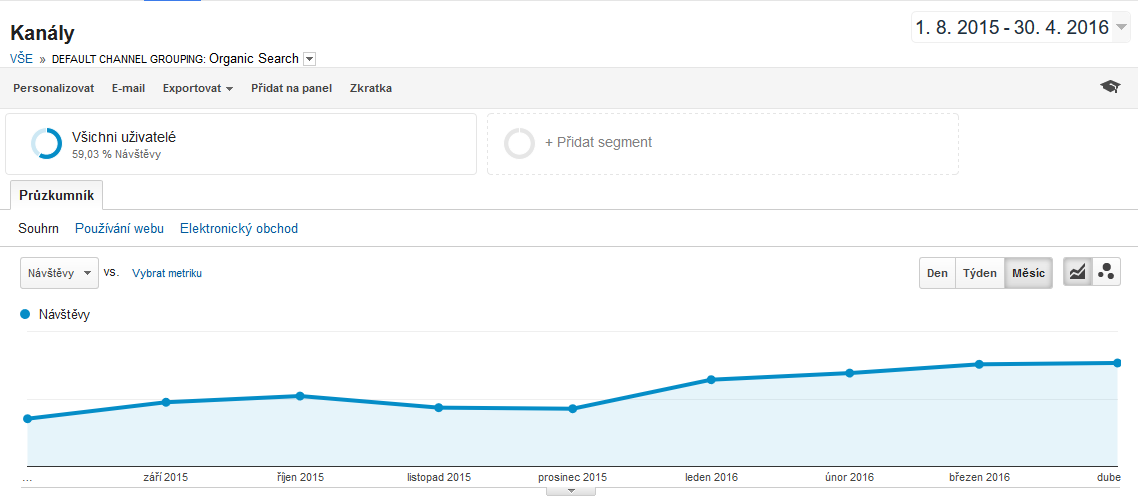 Kanály
1. 8. 2015 - 30. 4. 2016
VŠE » DEFAULT CHANNEL GROUPING: Organic Search
Personalizovat E-mail Exportovat Přidat na panel Zkratka
Všichni uživatelé
59,03 % Návštěvy
+ Přidat segment
Průzkumník
Souhrn Používání webu Elektronický obchod
Návštěvy vs. Vybrat metriku Den Týden Měsíc
Návštěvy
... září 2015 říjen 2015 listopad 2015 prosinec 2015 leden 2016 únor 2016 březen 2016 dube